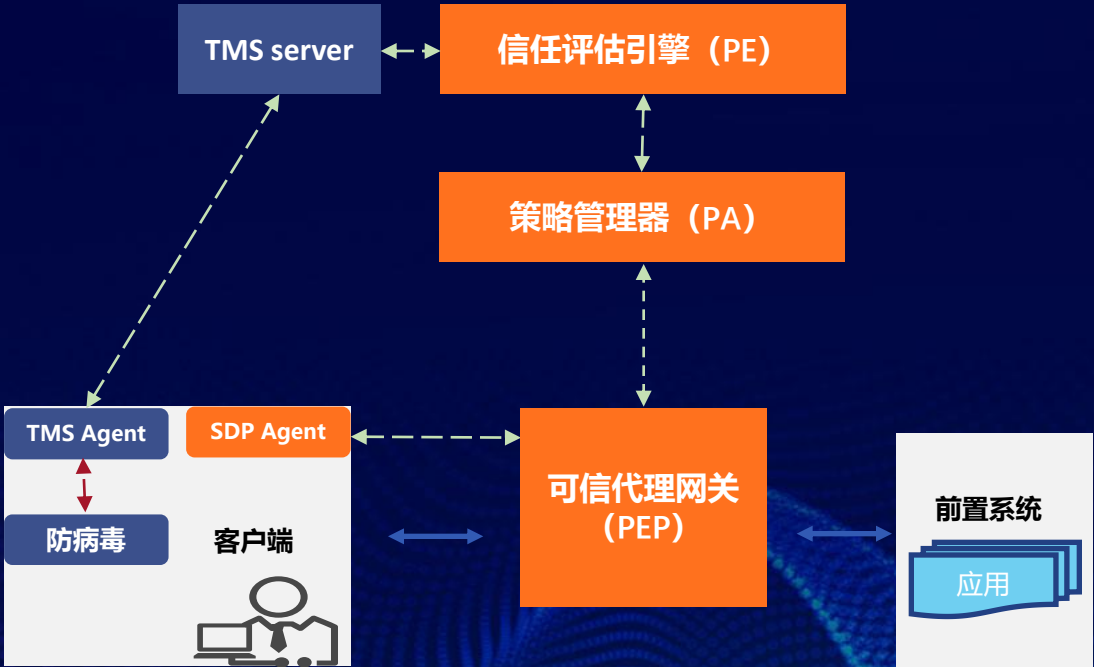 TMS server
信任评估引擎（PE）
策略管理器（PA）
TMS Agent
SDP Agent
防病毒
客户端
可信代理网关
（PEP）
前置系统
应用